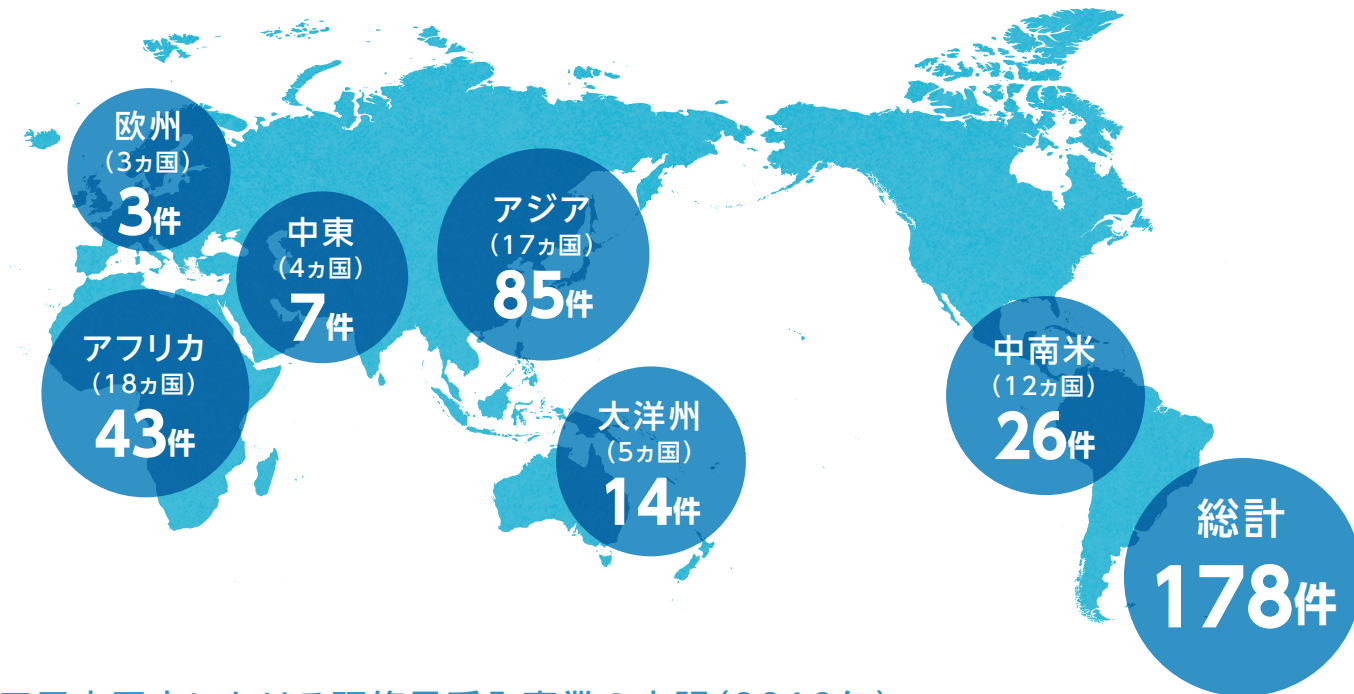 欧州
(3ヵ国)
3件
中東
(4ヵ国)
7件
アジア
(17ヵ国)
85件
アフリカ
(18ヵ国)
43件
大洋州
(5ヵ国)
14件
中南米
(12ヵ国)
26件
総計
178件